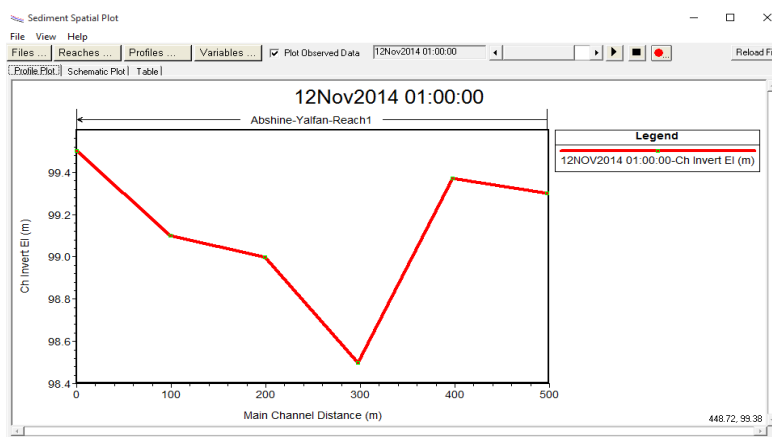 Sediment Spatial Plot
File View Help
Files ... Reaches ... Profiles ... Variables ... Plot Observed Data 12Nov2014 01:00:00 Reload Fi
Profile Plot Schematic Plot Table
12Nov2014 01:00:00
Abshine-Yalfan-Reach1
Legend
12NOV2014 01:00:00-Ch Invert El (m)
Ch Invert El (m)
99.4
99.2
99.0
98.8
98.6
98.4
0 100 200 300 400 500
Main Channel Distance (m)
448.72, 99.38